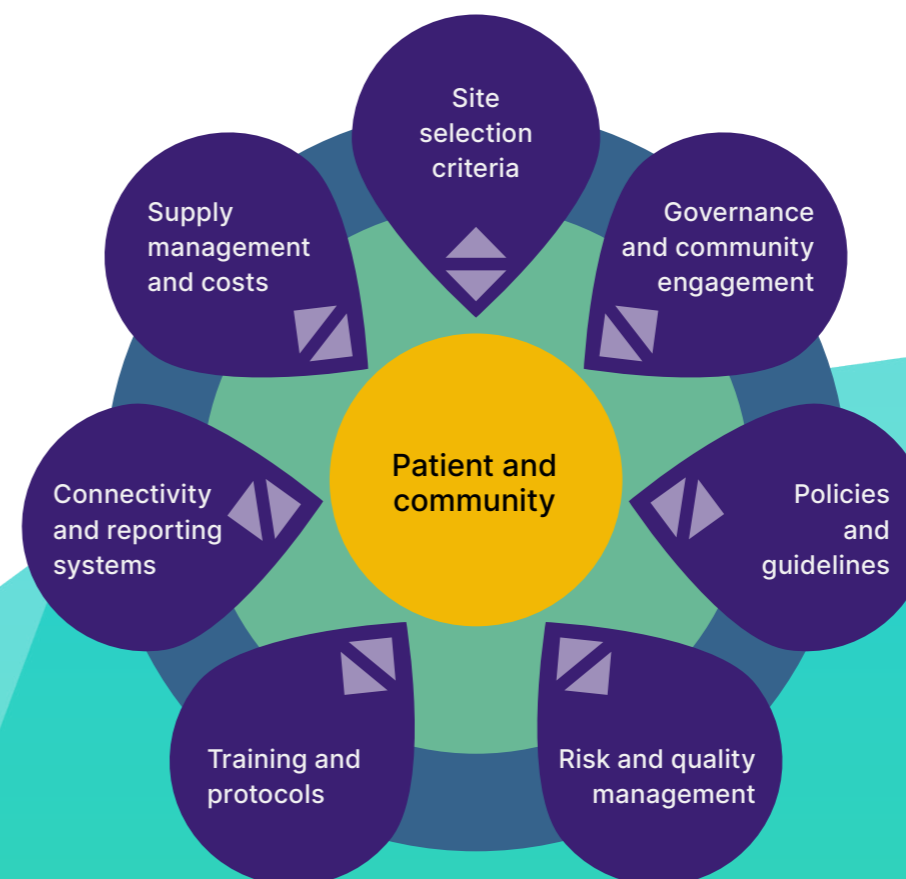 Site
selection
criteria
Governance
and community
engagement
Policies
and
guidelines
Risk and quality
management
Training and
protocols
Connectivity
and reporting
systems
Supply
management
and costs
Patient and
community